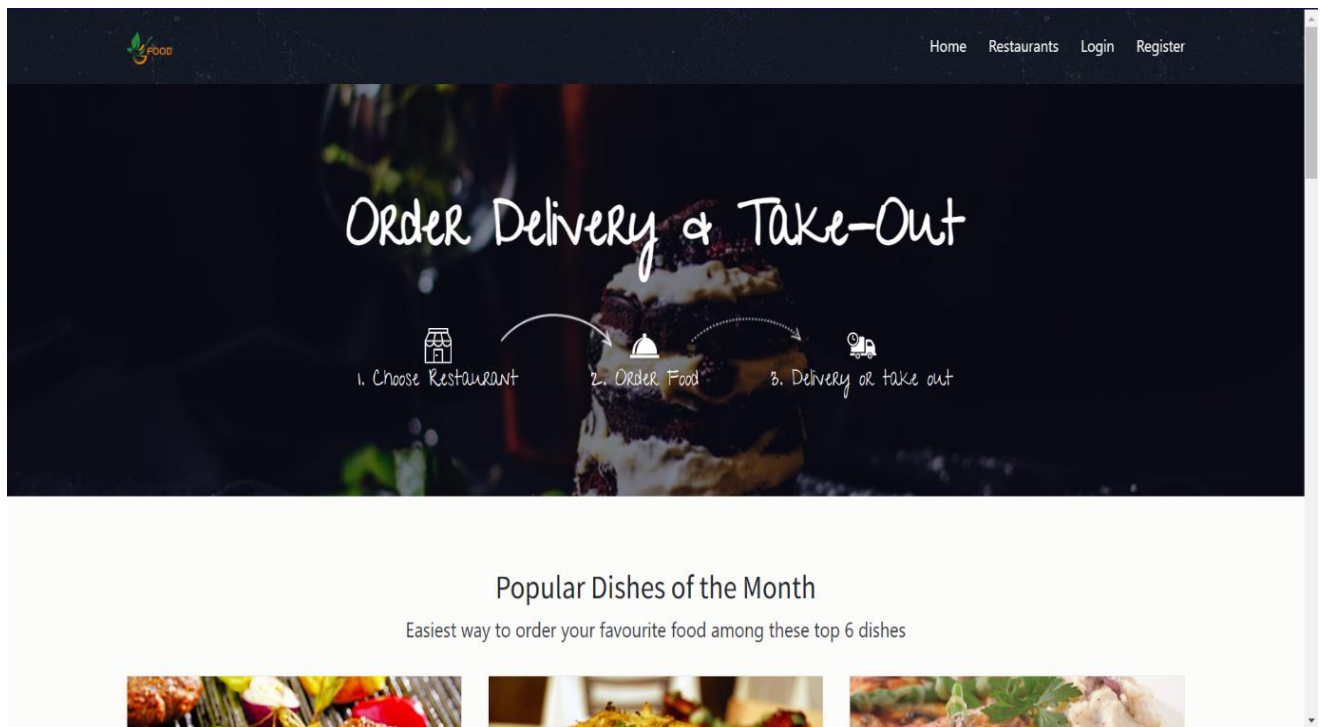 FOOD
Home Restaurants Login Register
Order Delivery & Take-Out
1. Choose Restaurant 2. Order Food 3. Delivery or take out
Popular Dishes of the Month
Easiest way to order your favourite food among these top 6 dishes